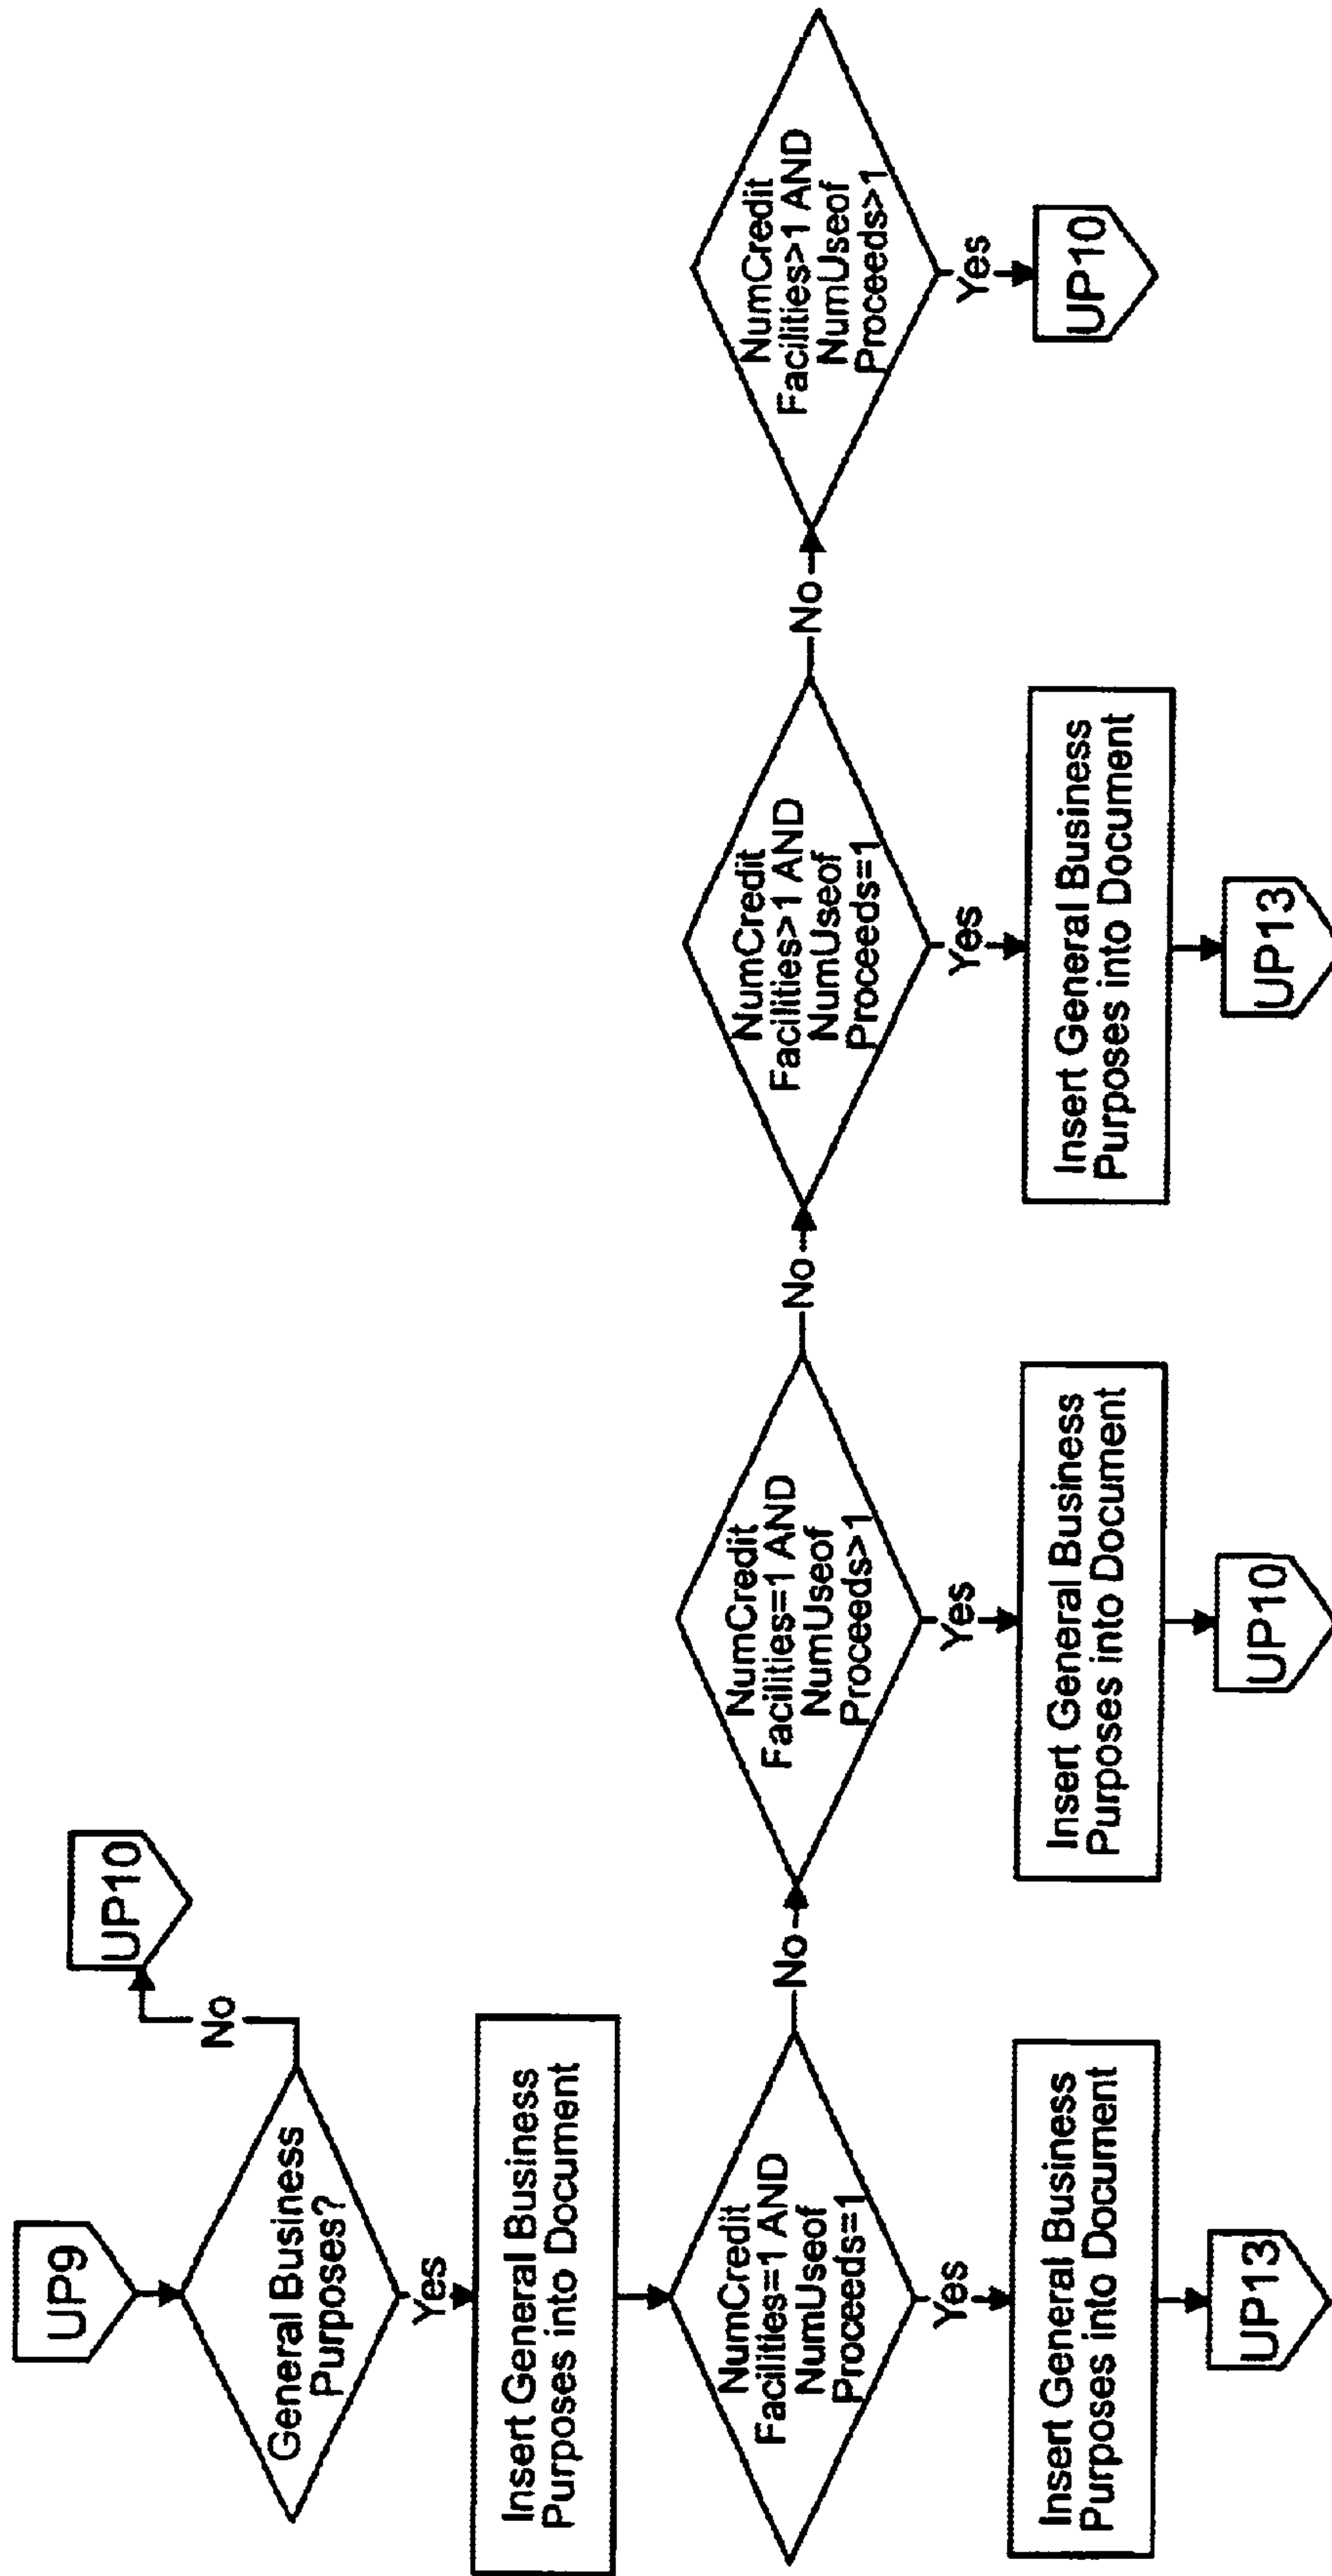 UP9
General Business
Purposes?
No
UP10
Yes
Insert General Business
Purposes into Document
NumCredit
Facilities=1 AND
NumUseof
Proceeds=1
No
NumCredit
Facilities=1 AND
NumUseof
Proceeds>1
No
NumCredit
Facilities>1 AND
NumUseof
Proceeds=1
No
NumCredit
Facilities>1 AND
NumUseof
Proceeds>1
Yes
Insert General Business
Purposes into Document
UP13
Yes
Insert General Business
Purposes into Document
UP10
Yes
Insert General Business
Purposes into Document
UP13
Yes
UP10